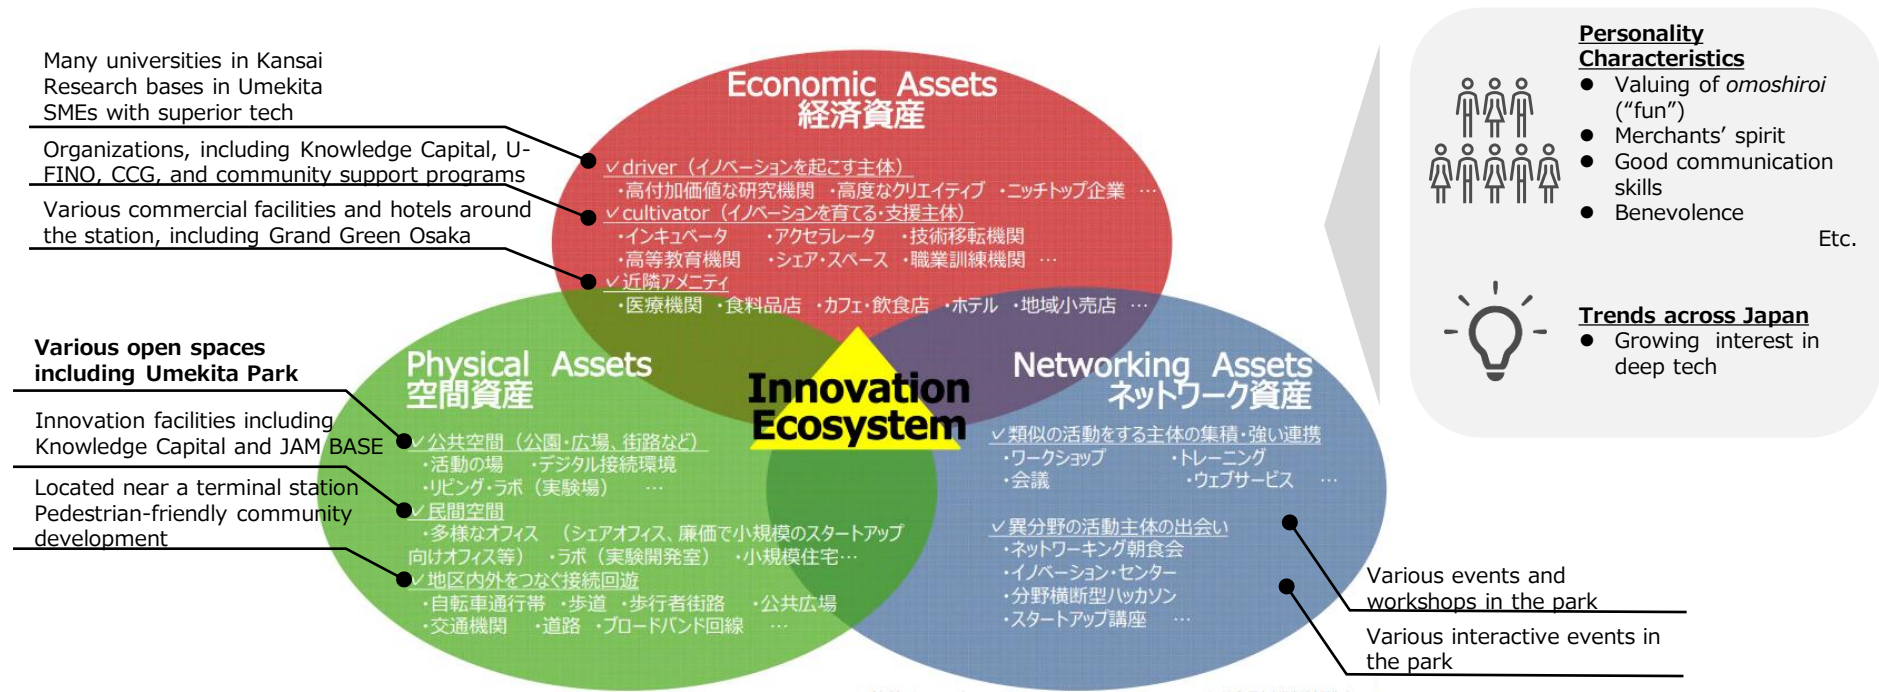 Many universities in Kansai
Research bases in Umekita
SMEs with superior tech
Organizations, including Knowledge Capital, U-
FINO, CCG, and community support programs
Various commercial facilities and hotels around
the station, including Grand Green Osaka
Various open spaces
including Umekita Park
Innovation facilities including
Knowledge Capital and JAM BASE
Located near a terminal station
Pedestrian-friendly community
development
Economic Assets
経済資産
✓driver（イノベーションを起こす主体）
・高付加価値な研究機関 ・高度なクリエイティブ ・ニッチトップ企業 …
✓cultivator（イノベーションを育てる・支援主体）
・インキュベータ ・アクセラレータ ・技術移転機関
・高等教育機関 ・シェア・スペース ・職業訓練機関 …
✓近隣アメニティ
・医療機関 ・食料品店 ・カフェ・飲食店 ・ホテル ・地域小売店 …
Physical Assets
空間資産
✓公共空間（公園・広場、街路など）
・活動の場 ・デジタル接続環境
・リビング・ラボ（実験場） …
✓民間空間
・多様なオフィス （シェアオフィス、廉価で小規模のスタートアップ
向けオフィス等） ・ラボ（実験開発室） ・小規模住宅…
✓地区内外をつなぐ接続回遊
・自転車通行帯 ・歩道 ・歩行者街路 ・公共広場
・交通機関 ・道路 ・ブロードバンド回線 …
Innovation
Ecosystem
Networking Assets
ネットワーク資産
✓類似の活動をする主体の集積・強い連携
・ワークショップ ・トレーニング
・会議 ・ウェブサービス …
✓異分野の活動主体の出会い
・ネットワーキング朝食会
・イノベーション・センター
・分野横断型ハッカソン
・スタートアップ講座 …
Various events and
workshops in the park
Various interactive events in
the park
Personality
Characteristics
● Valuing of omoshiroi
(“fun”)
● Merchants’ spirit
● Good communication
skills
● Benevolence
Etc.
Trends across Japan
● Growing interest in
deep tech